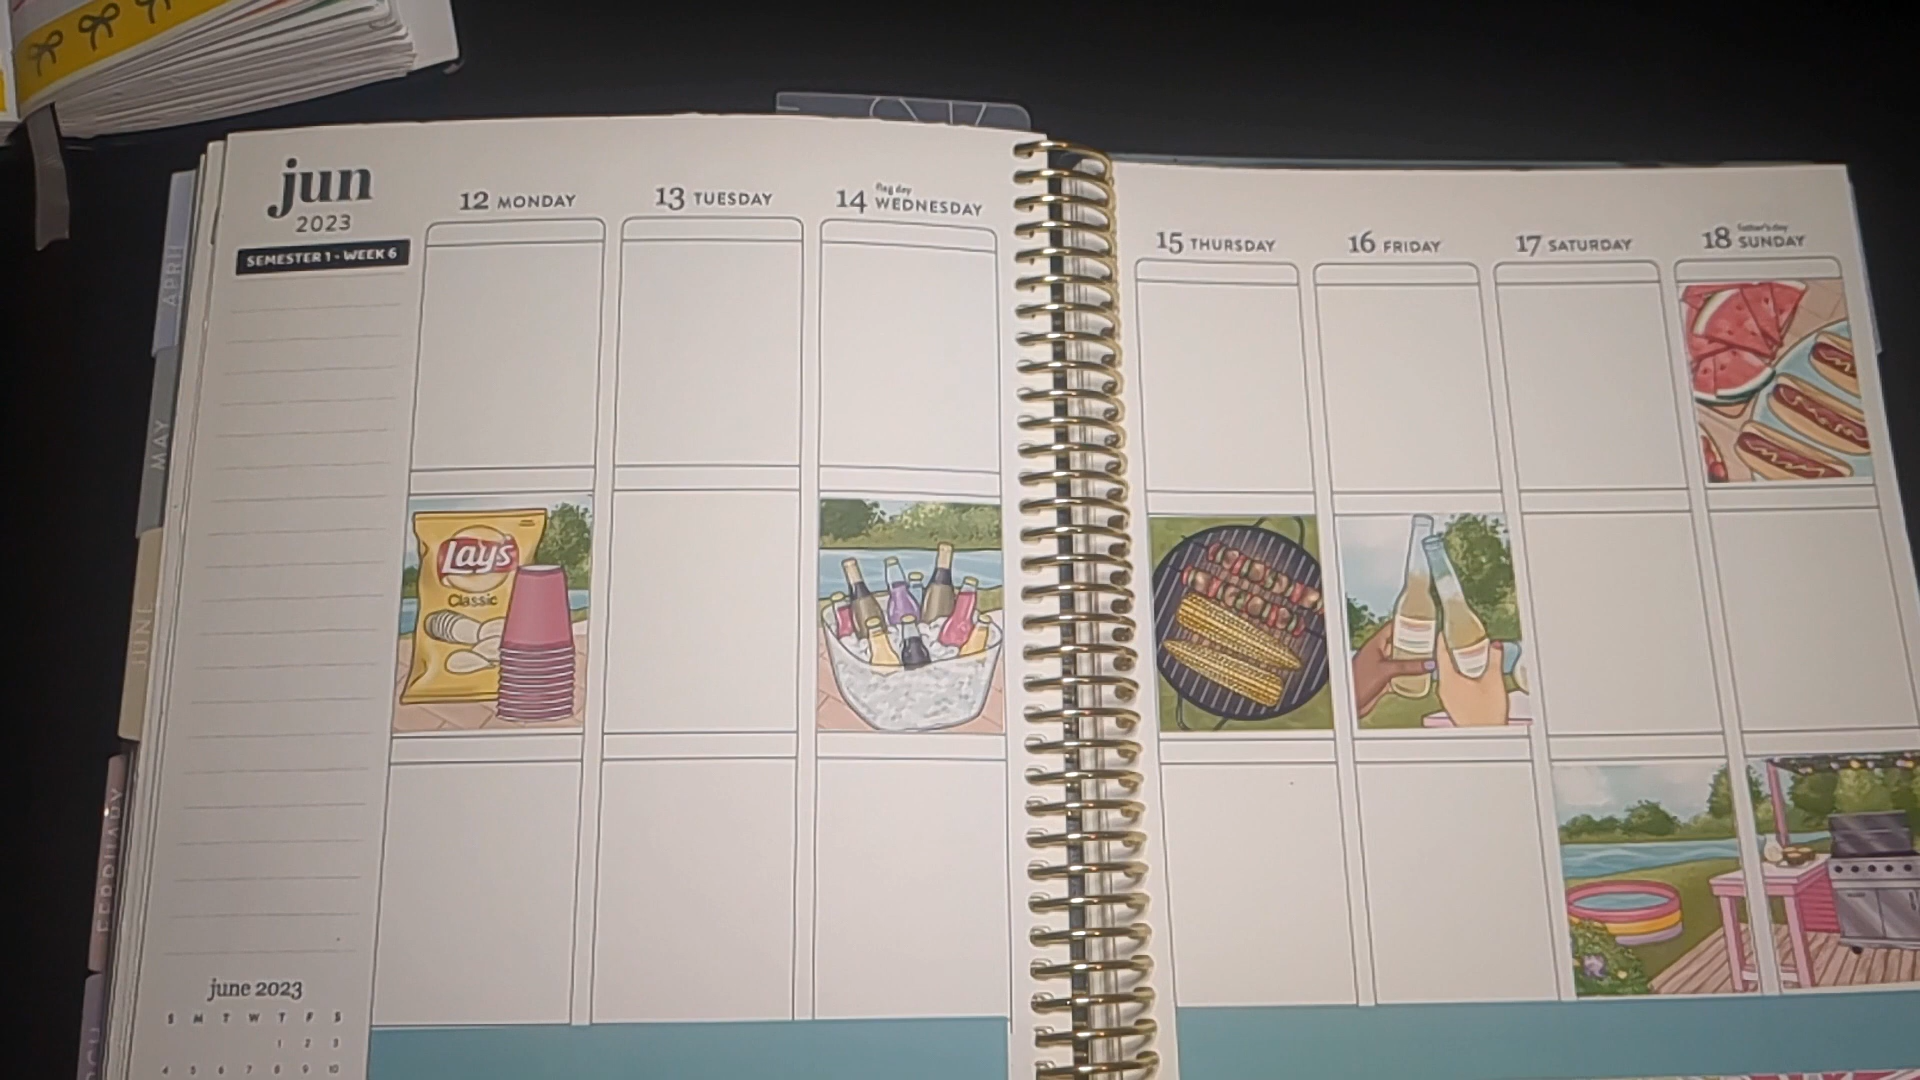 jun
2023
SEMESTER 1 - WEEK 6
12 MONDAY
13 TUESDAY
flag day
14 WEDNESDAY
15 THURSDAY
16 FRIDAY
17 SATURDAY
father's day
18 SUNDAY
APRIL
MAY
JUNE
FEBRUARY
Lay's
Classic
june 2023
S M T W T F S
1 2 3
4 5 6 7 8 9 10